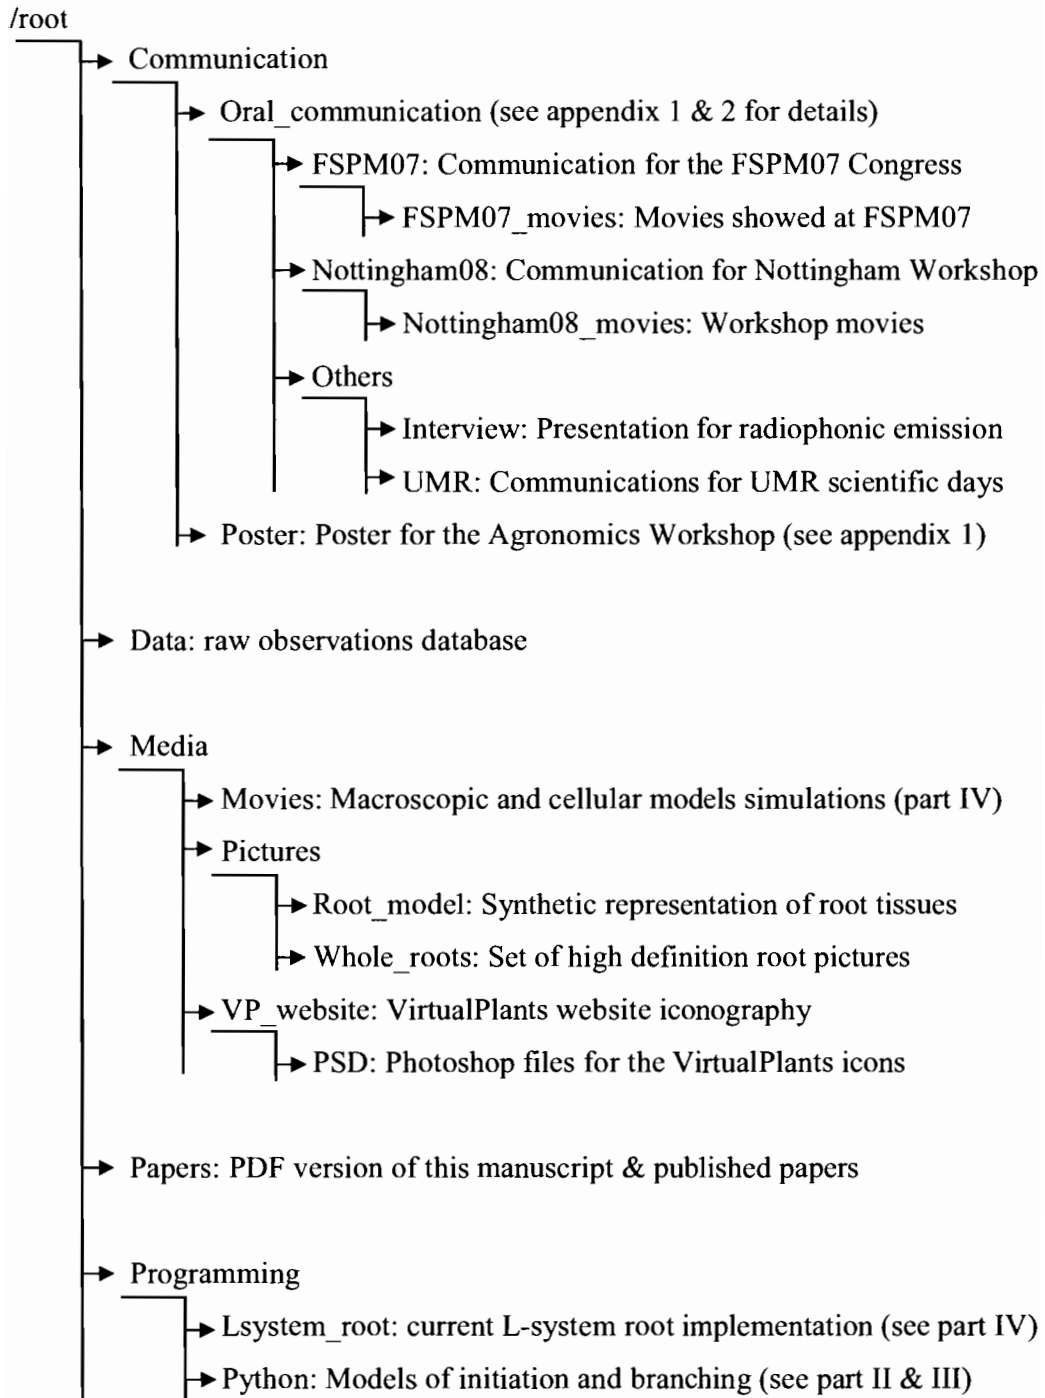 /root
Communication
Oral_communication (see appendix 1 & 2 for details)
FSPM07: Communication for the FSPM07 Congress
FSPM07_movies: Movies showed at FSPM07
Nottingham08: Communication for Nottingham Workshop
Nottingham08_movies: Workshop movies
Others
Interview: Presentation for radiophonic emission
UMR: Communications for UMR scientific days
Poster: Poster for the Agronomics Workshop (see appendix 1)
Data: raw observations database
Media
Movies: Macroscopic and cellular models simulations (part IV)
Pictures
Root_model: Synthetic representation of root tissues
Whole_roots: Set of high definition root pictures
VP_website: VirtualPlants website iconography
PSD: Photoshop files for the VirtualPlants icons
Papers: PDF version of this manuscript & published papers
Programming
Lsystem_root: current L-system root implementation (see part IV)
Python: Models of initiation and branching (see part II & III)